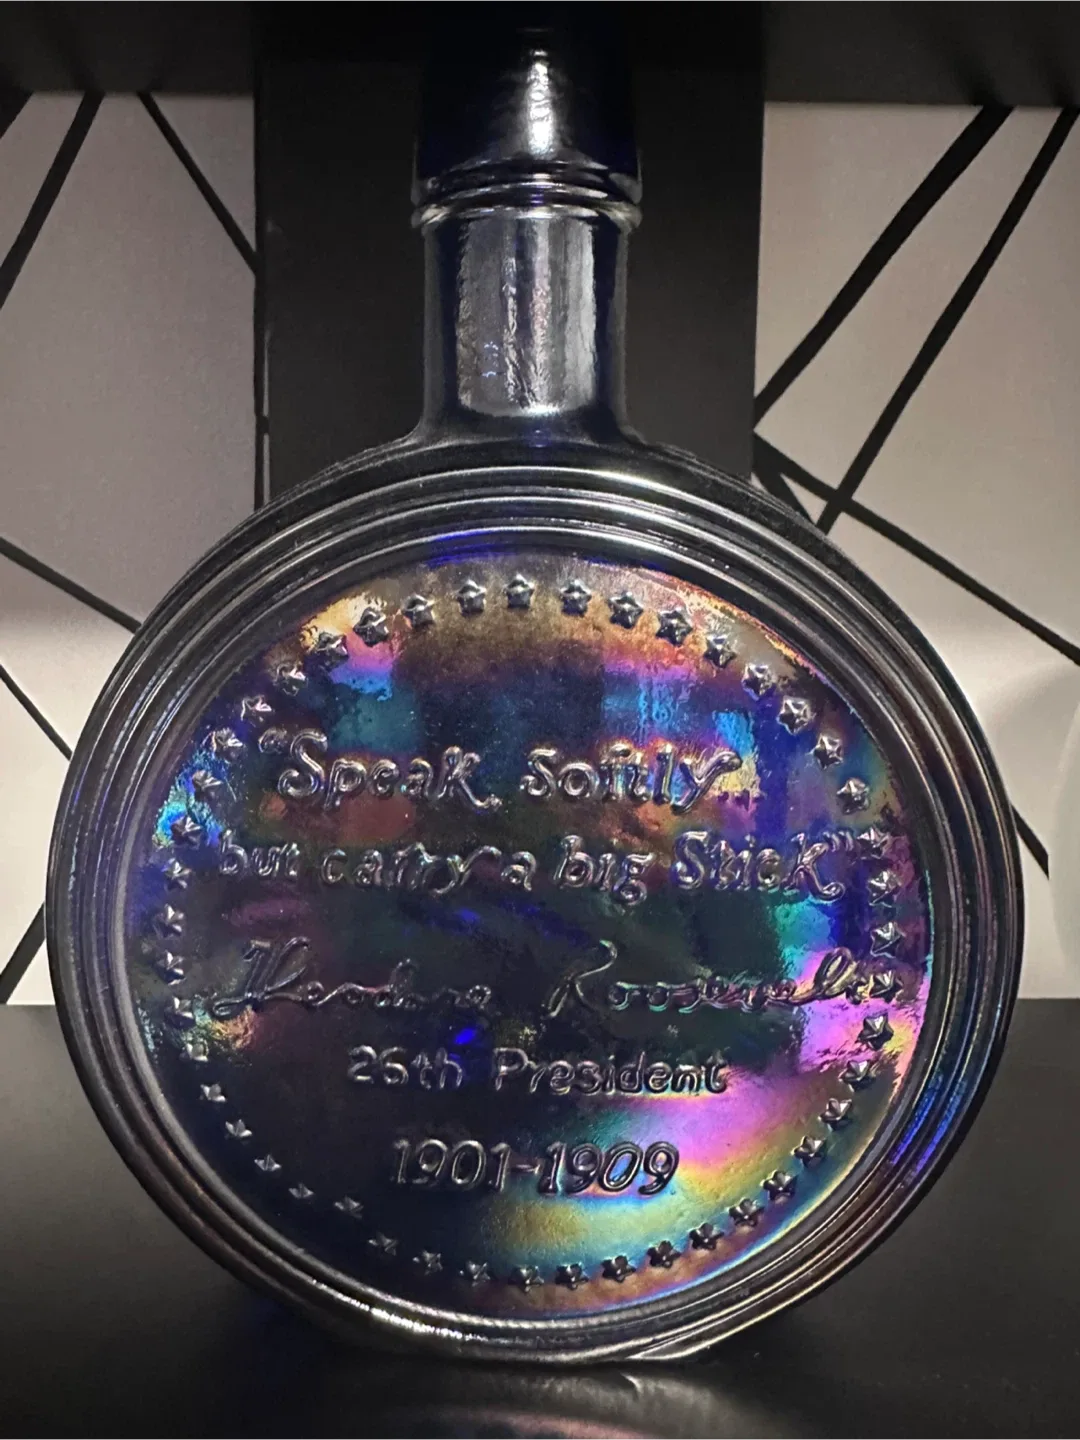 "Speak Softly...
but carry a big Stick"
Theodore Roosevelt
26th President
1901-1909